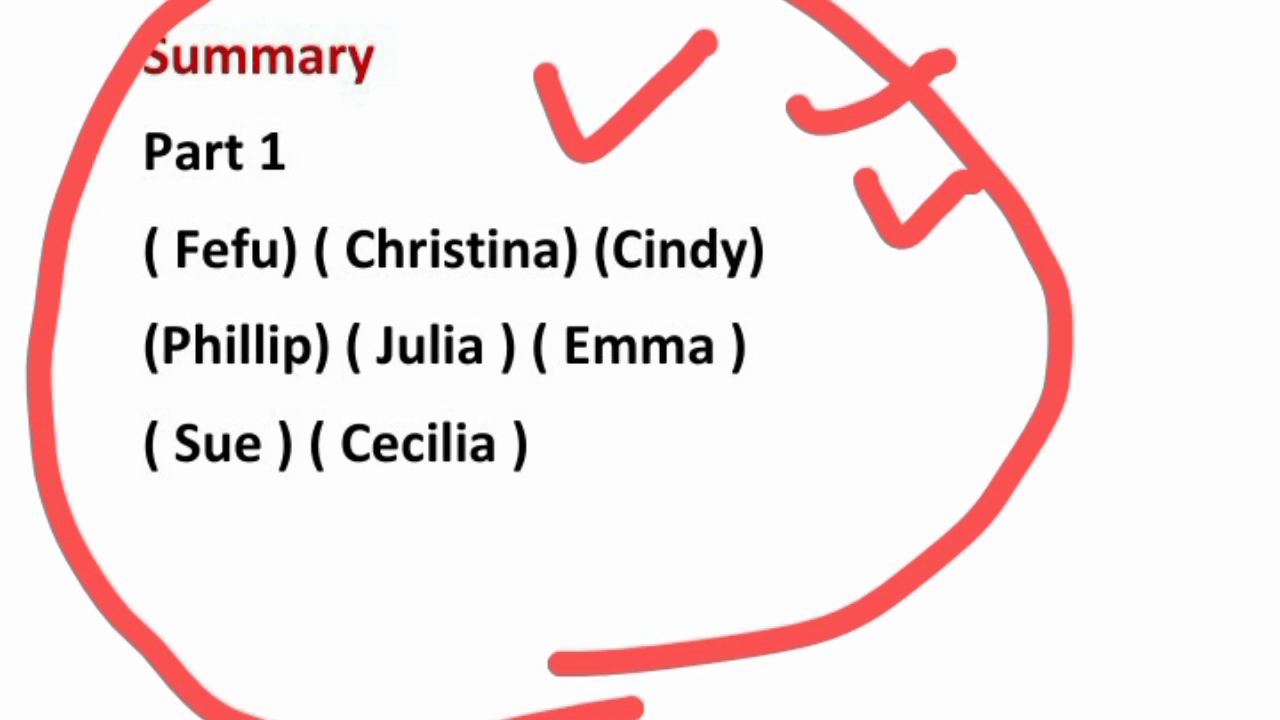 Summary
Part 1
( Fefu) ( Christina) (Cindy)
(Phillip) ( Julia ) ( Emma )
( Sue ) ( Cecilia )